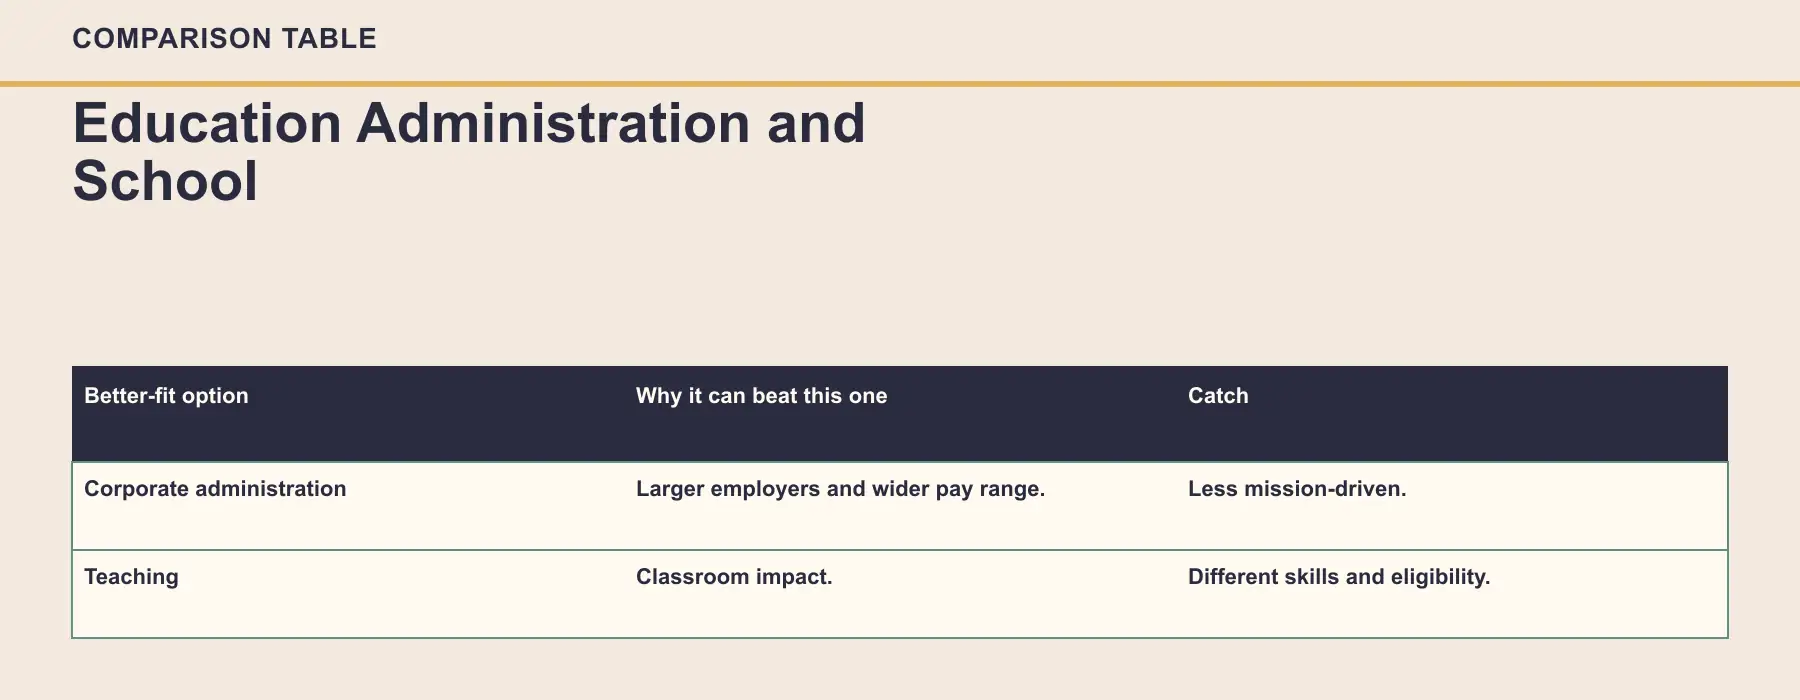 COMPARISON TABLE
Education Administration and
School
Better-fit option
Why it can beat this one
Catch
Corporate administration
Larger employers and wider pay range.
Less mission-driven.
Teaching
Classroom impact.
Different skills and eligibility.